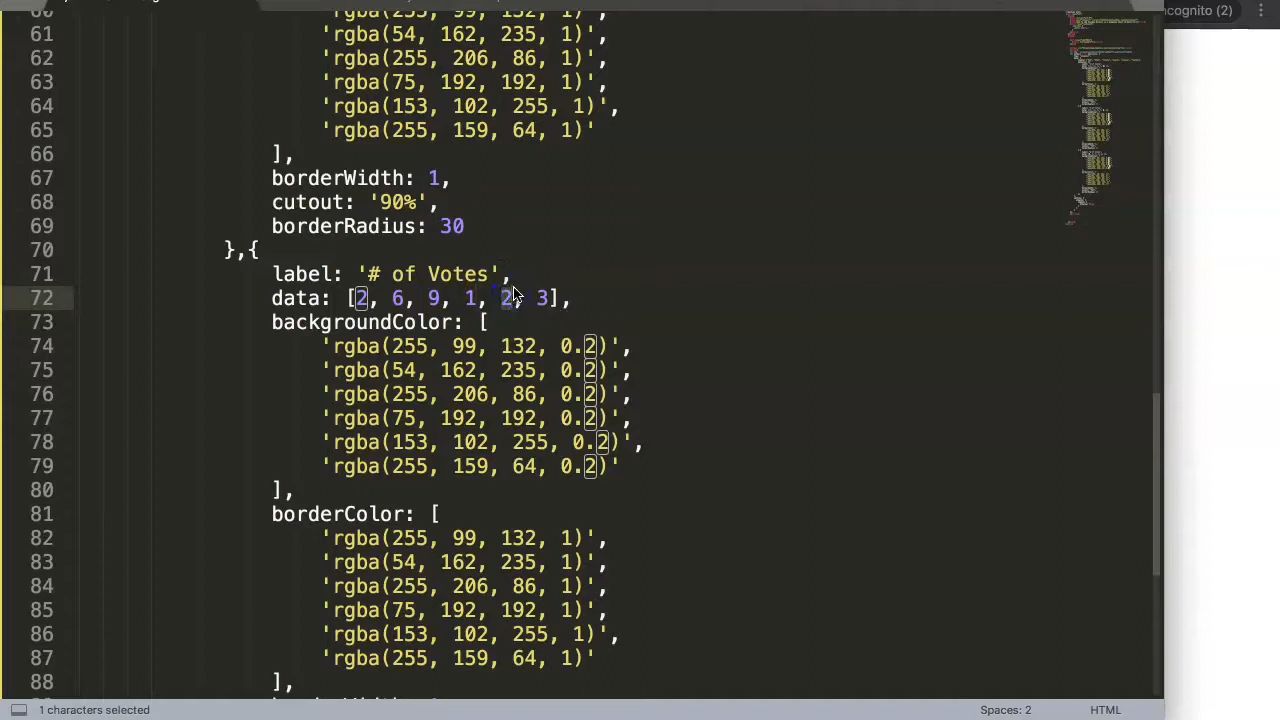 ncognito (2)
61 'rgba(54, 162, 235, 1)',
62 'rgba(255, 206, 86, 1)',
63 'rgba(75, 192, 192, 1)',
64 'rgba(153, 102, 255, 1)',
65 'rgba(255, 159, 64, 1)'
66 ],
67 borderWidth: 1,
68 cutout: '90%',
69 borderRadius: 30
70 },{
71 label: '# of Votes',
72 data: [2, 6, 9, 1, 2, 3],
73 backgroundColor: [
74 'rgba(255, 99, 132, 0.2)',
75 'rgba(54, 162, 235, 0.2)',
76 'rgba(255, 206, 86, 0.2)',
77 'rgba(75, 192, 192, 0.2)',
78 'rgba(153, 102, 255, 0.2)',
79 'rgba(255, 159, 64, 0.2)'
80 ],
81 borderColor: [
82 'rgba(255, 99, 132, 1)',
83 'rgba(54, 162, 235, 1)',
84 'rgba(255, 206, 86, 1)',
85 'rgba(75, 192, 192, 1)',
86 'rgba(153, 102, 255, 1)',
87 'rgba(255, 159, 64, 1)'
88 ],
1 characters selected
Spaces: 2
HTML